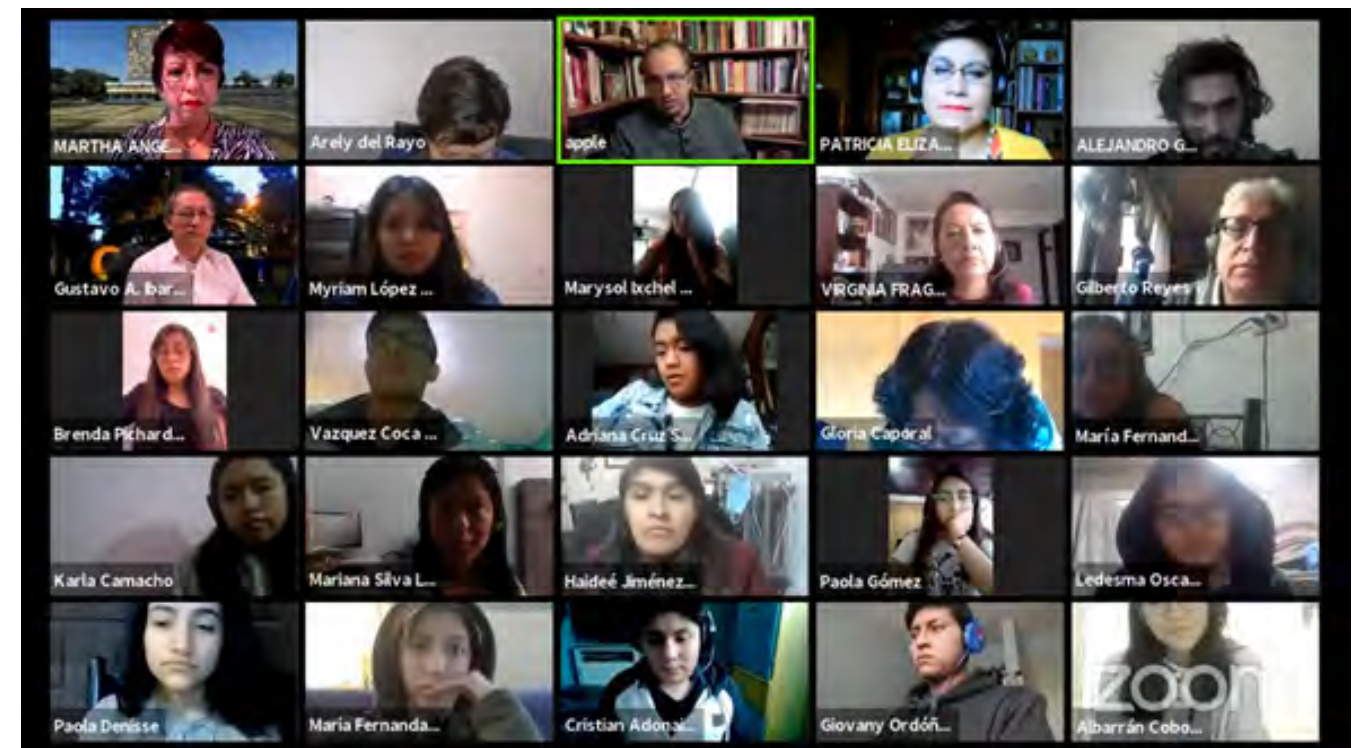 MARTHA ANGE...
Arely del Rayo
apple
PATRICIA ELIZA...
ALEJANDRO G...
Gustavo A. Ibar...
Myriam López ...
Marysol Ixchel ...
VIRGINIA FRAG...
Gilberto Reyes
Brenda Pichard...
Vazquez Coca ...
Adriana Cruz S...
Gloria Caporal
María Fernand...
Karla Camacho
Mariana Silva L...
Haideé Jiménez...
Paola Gómez
Ledesma Osca...
Paola Denisse
Maria Fernanda...
Cristian Adonai...
Giovany Ordóñ...
Albarrán Cobo...
zoom